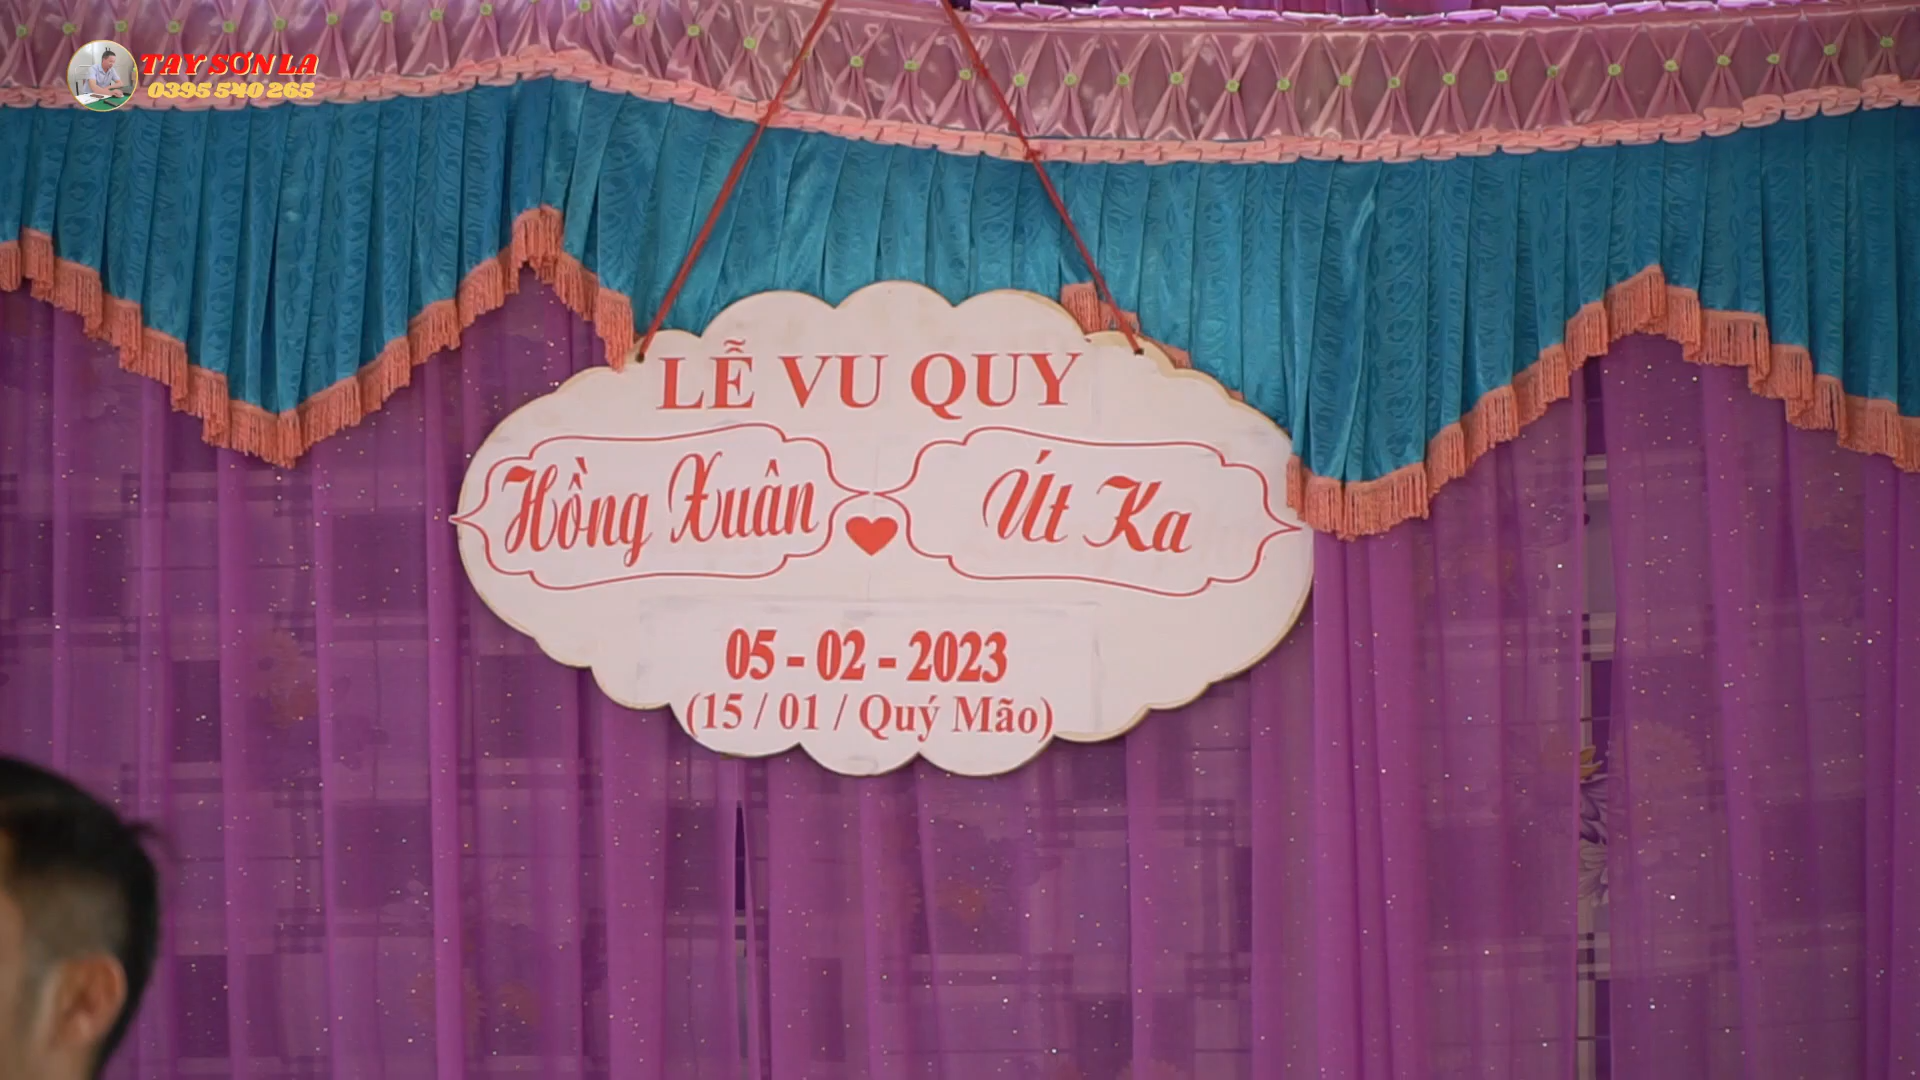 TAY SƠN LA
0395 540 265
LỄ VU QUY
Hồng Xuân Út Ka
05 - 02 - 2023
(15 / 01 / Quý Mão)